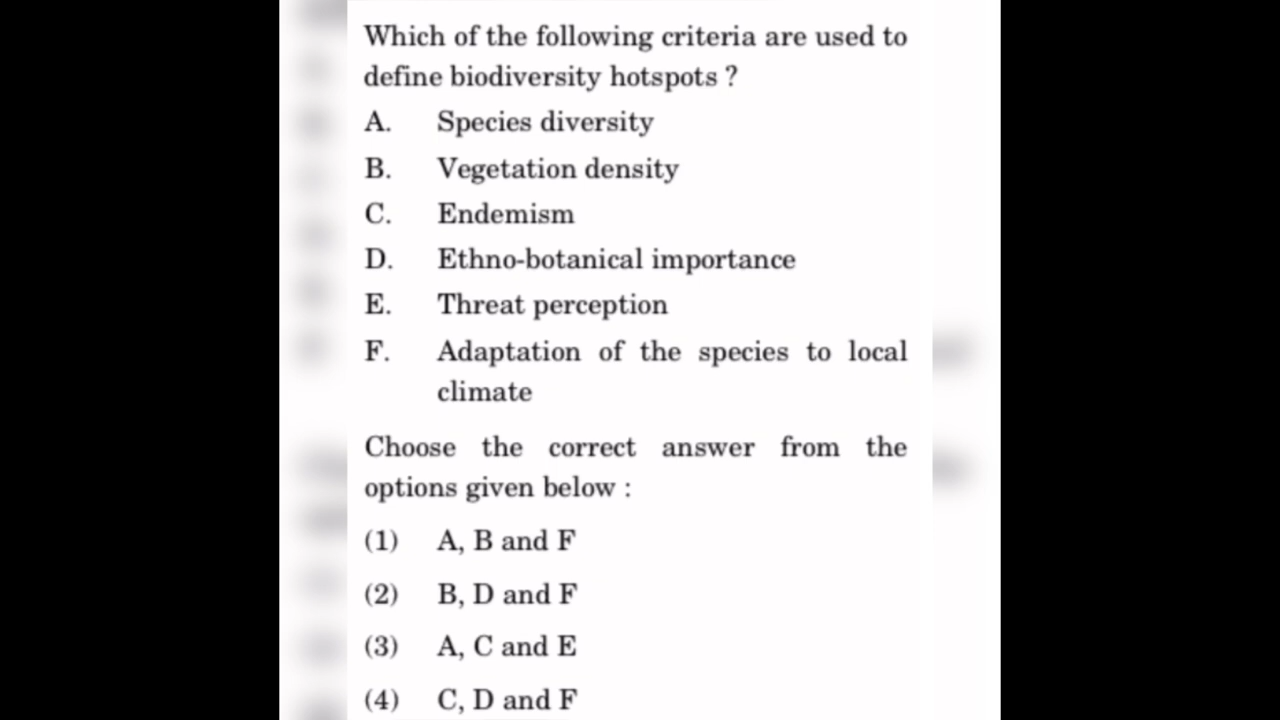 Which of the following criteria are used to
define biodiversity hotspots ?
A. Species diversity
B. Vegetation density
C. Endemism
D. Ethno-botanical importance
E. Threat perception
F. Adaptation of the species to local
climate
Choose the correct answer from the
options given below :
(1) A, B and F
(2) B, D and F
(3) A, C and E
(4) C, D and F